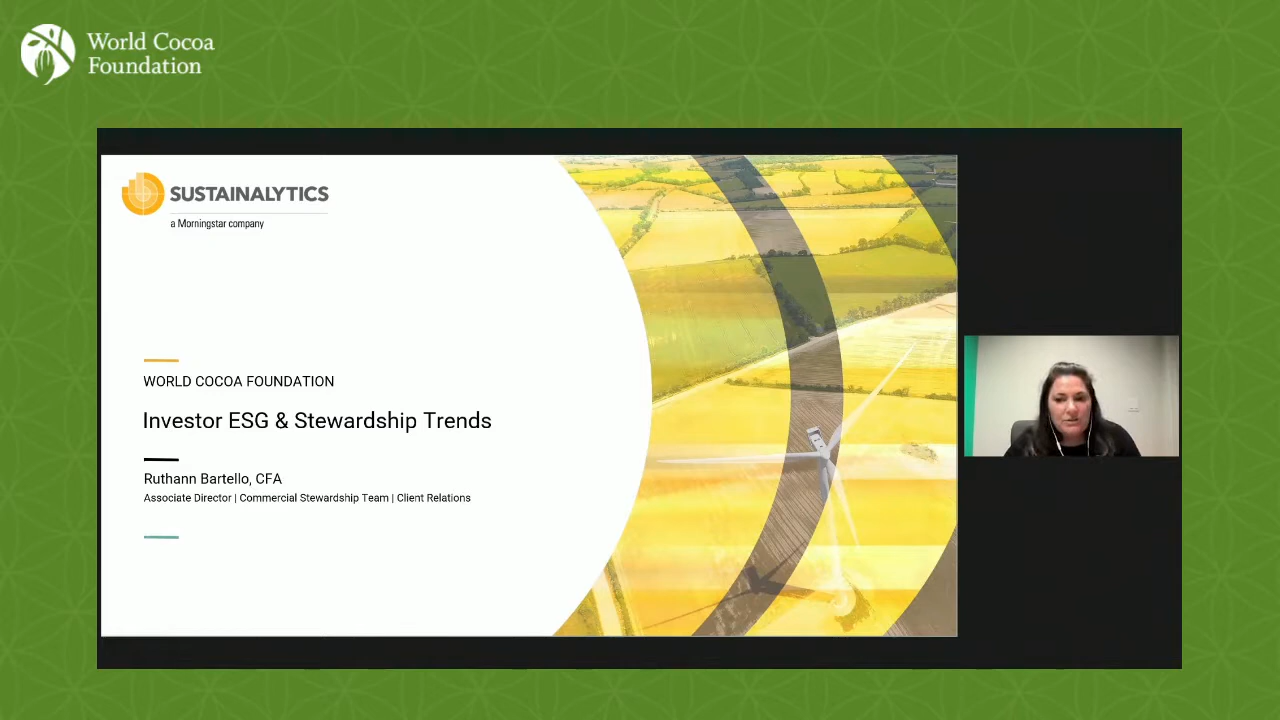 World Cocoa
Foundation
SUSTAINALYTICS
a Morningstar company
WORLD COCOA FOUNDATION
Investor ESG & Stewardship Trends
Ruthann Bartello, CFA
Associate Director | Commercial Stewardship Team | Client Relations